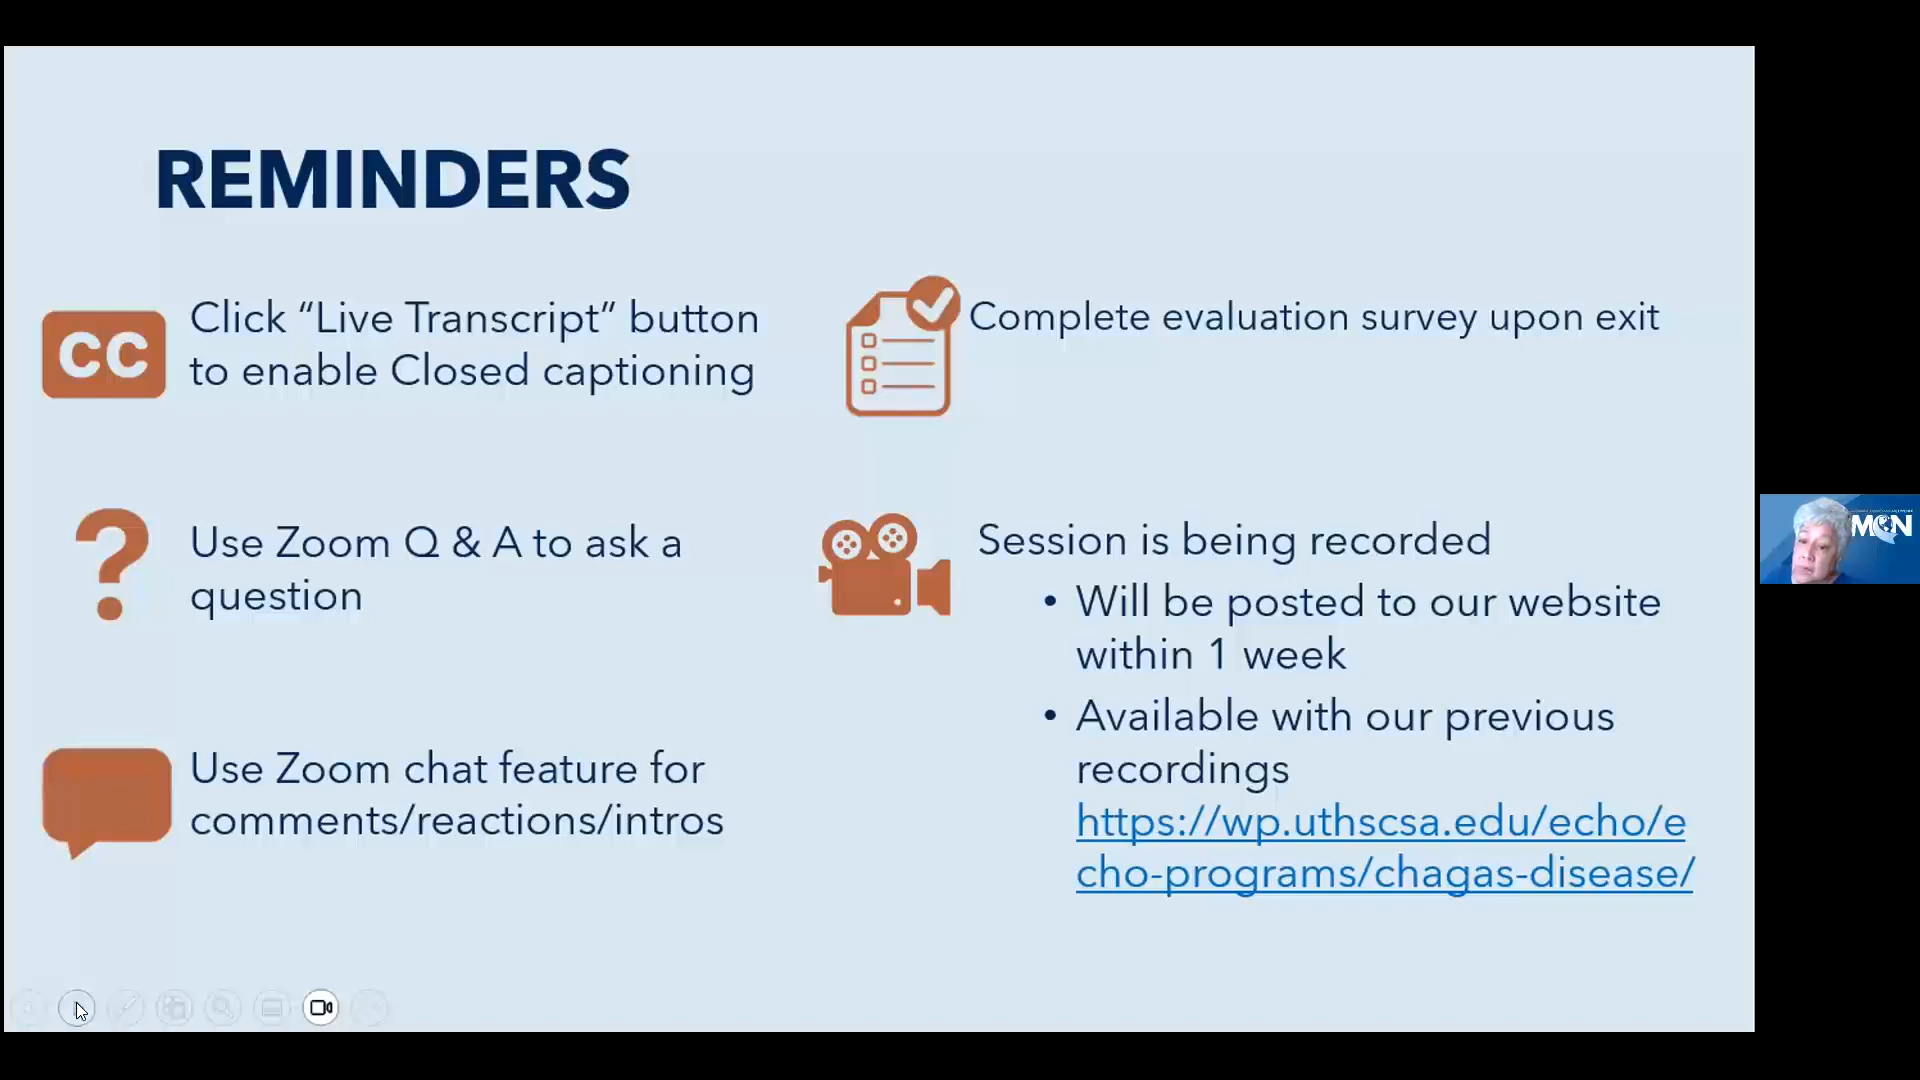 REMINDERS
CC
Click “Live Transcript” button
to enable Closed captioning
Use Zoom Q & A to ask a
question
Use Zoom chat feature for
comments/reactions/intros
Complete evaluation survey upon exit
Session is being recorded
• Will be posted to our website
within 1 week
• Available with our previous
recordings
https://wp.uthscsa.edu/echo/e
cho-programs/chagas-disease/
MCN